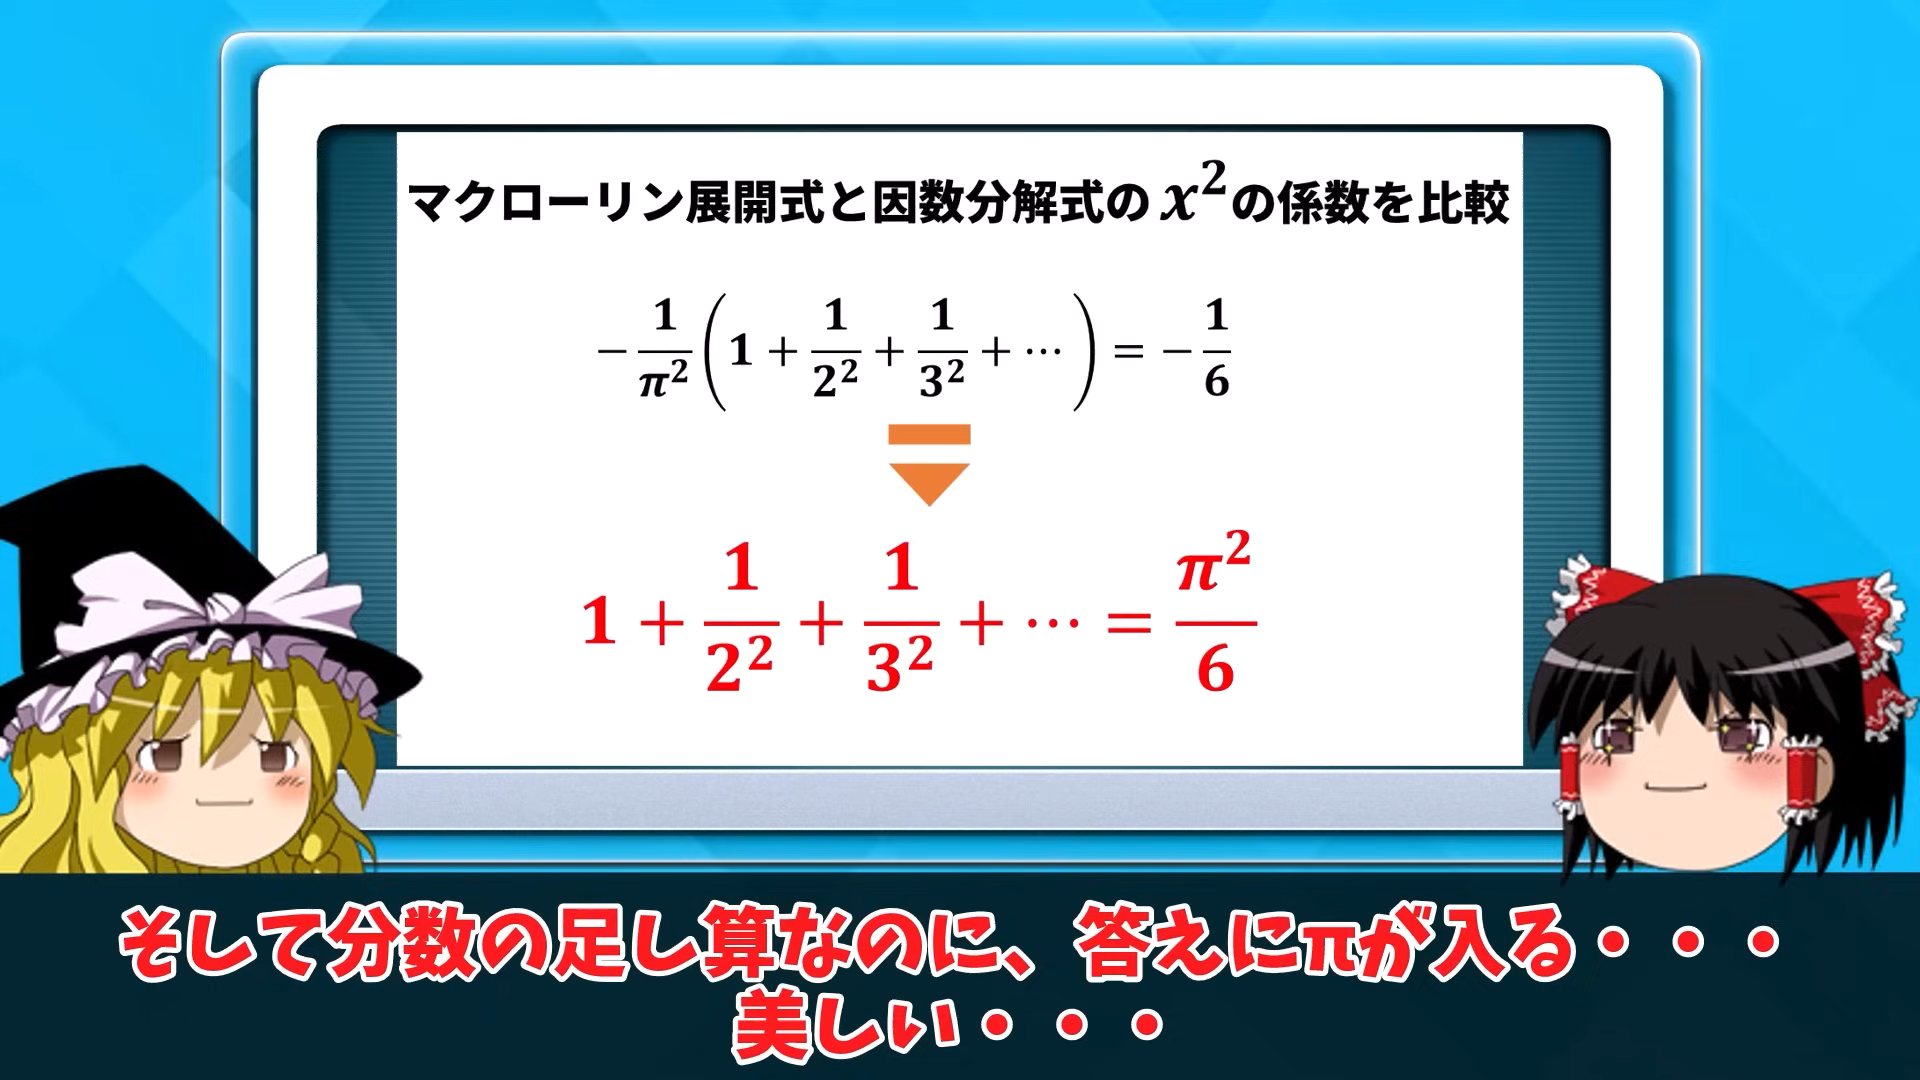 マクローリン展開式と因数分解式の x² の係数を比較
−1/π² (1 + 1/2² + 1/3² + ⋯) = −1/6
1 + 1/2² + 1/3² + ⋯ = π²/6
そして分数の足し算なのに、答えにπが入る・・・
美しい・・・